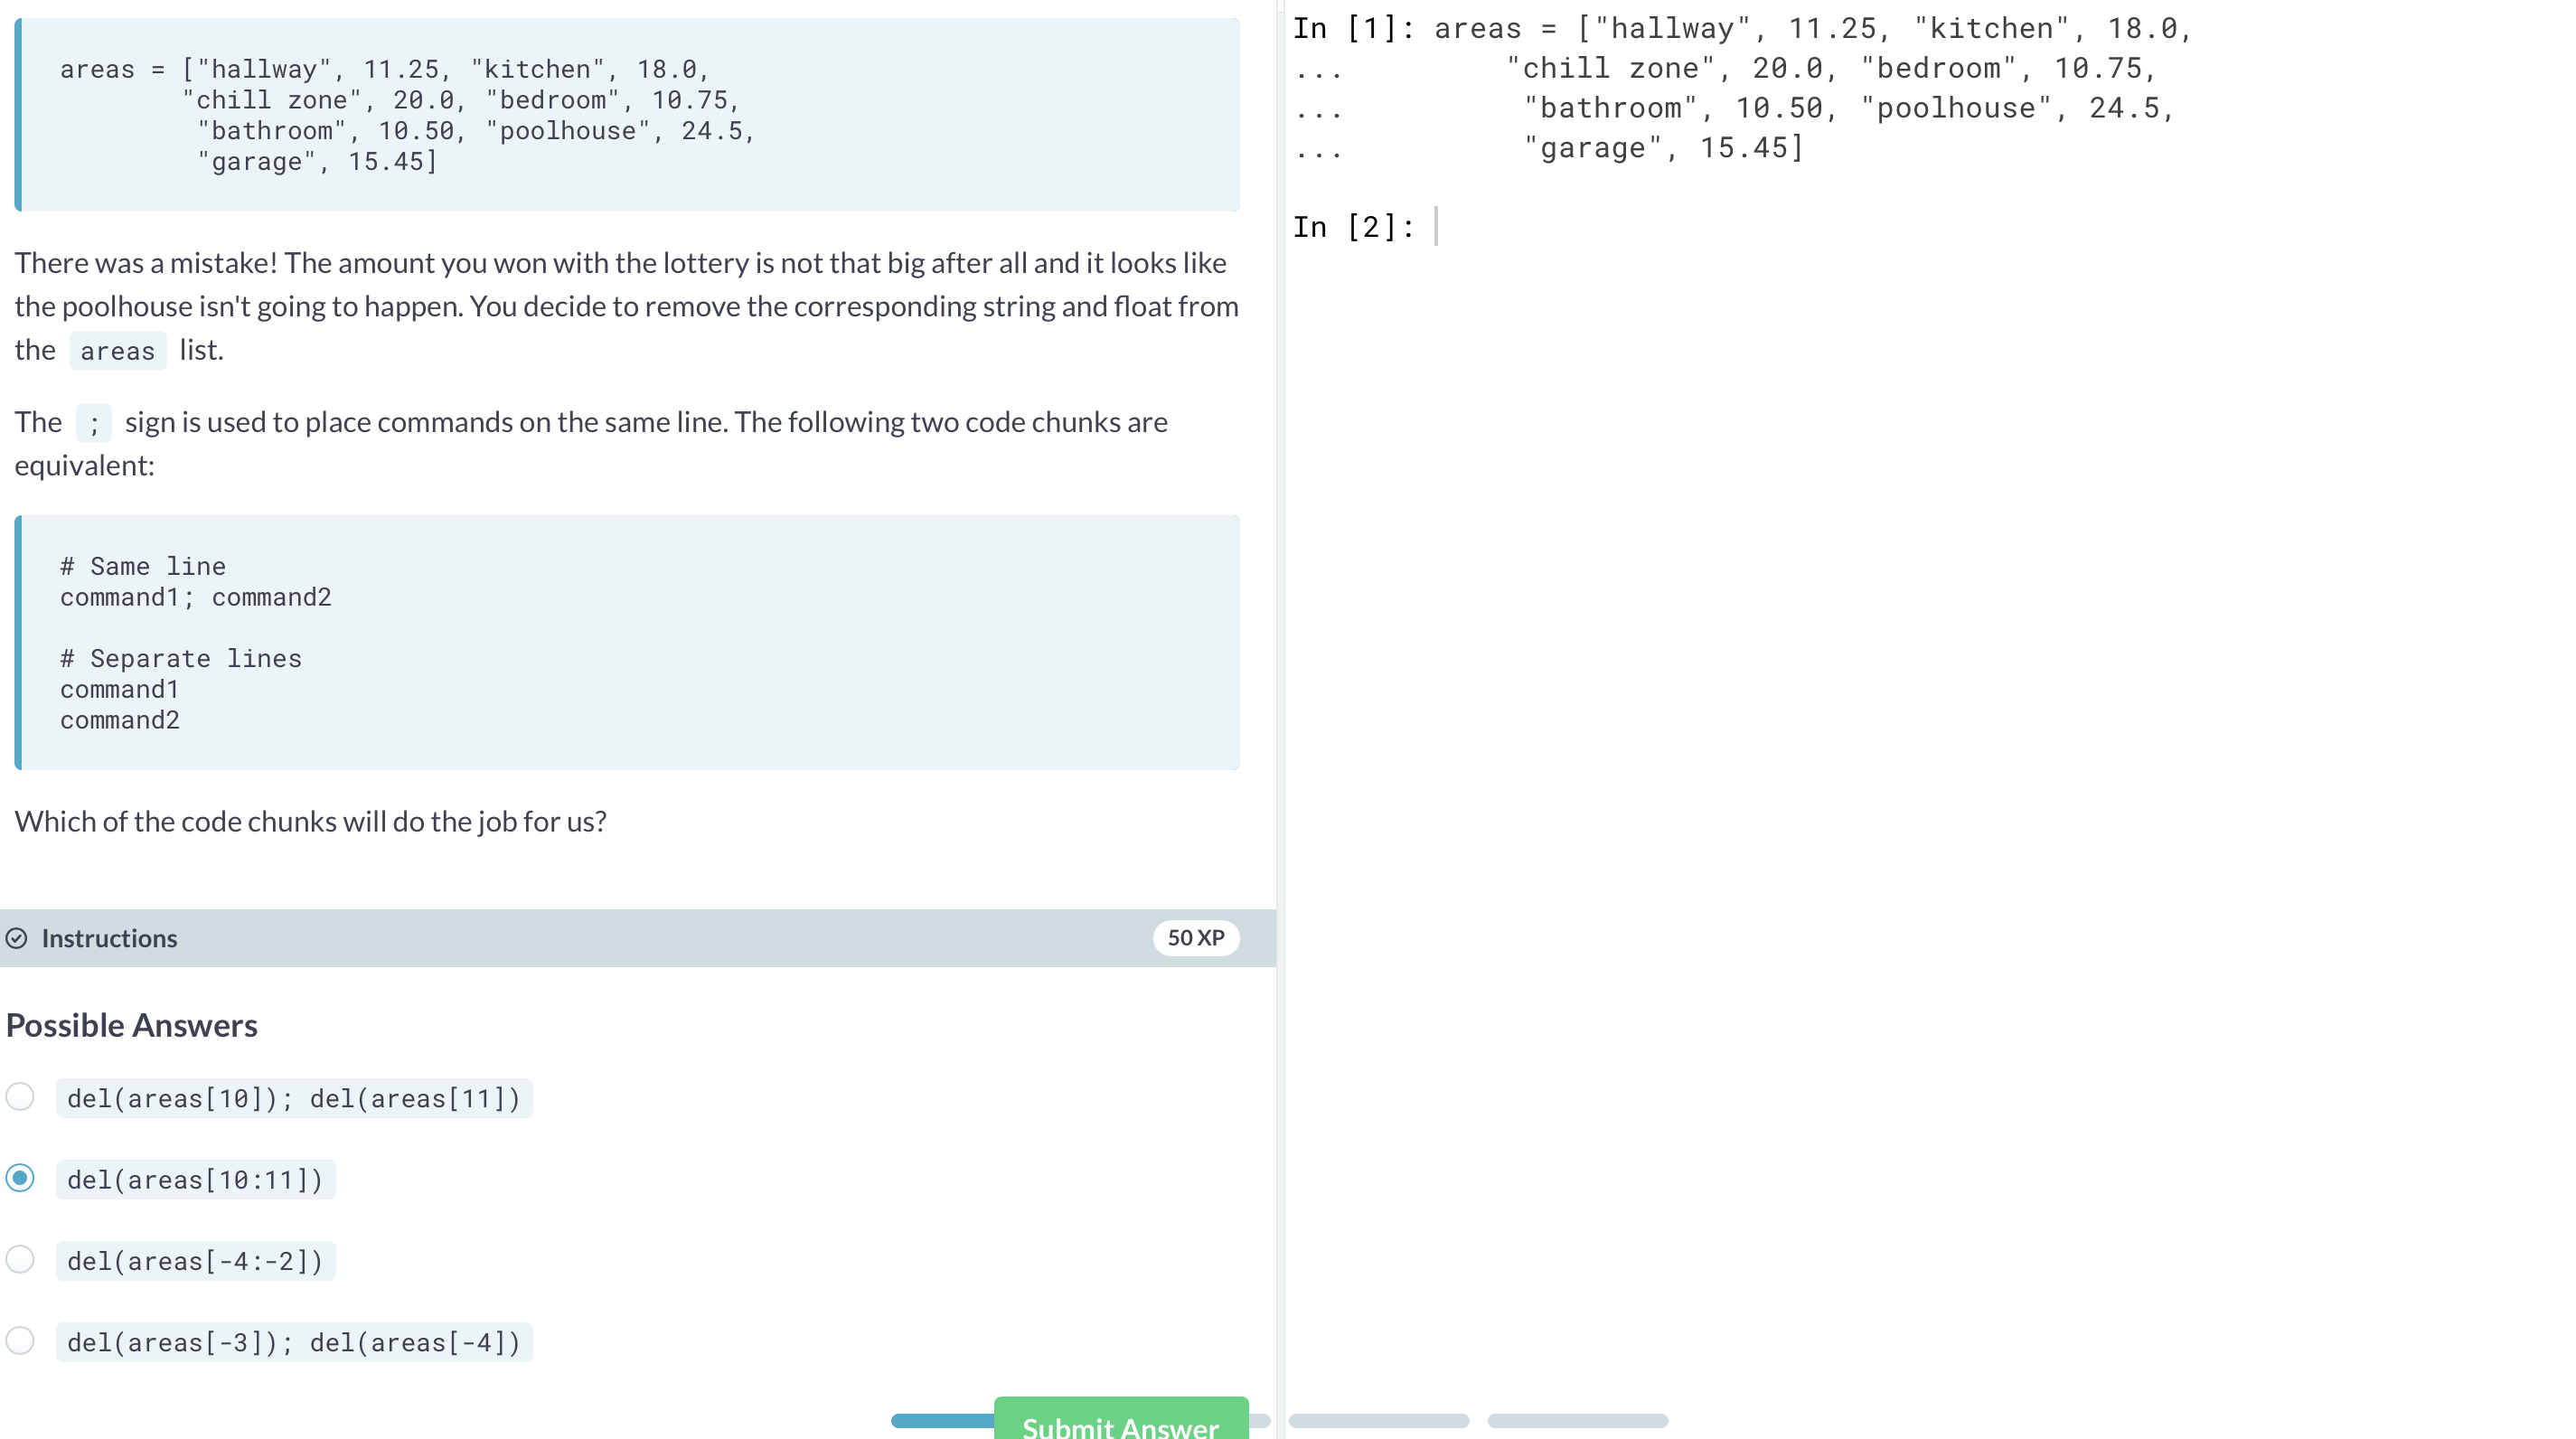 areas = ["hallway", 11.25, "kitchen", 18.0,
"chill zone", 20.0, "bedroom", 10.75,
"bathroom", 10.50, "poolhouse", 24.5,
"garage", 15.45]
There was a mistake! The amount you won with the lottery is not that big after all and it looks like
the poolhouse isn't going to happen. You decide to remove the corresponding string and float from
the areas list.
The ; sign is used to place commands on the same line. The following two code chunks are
equivalent:
# Same line
command1; command2
# Separate lines
command1
command2
Which of the code chunks will do the job for us?
Instructions
50 XP
Possible Answers
del(areas[10]); del(areas[11])
del(areas[10:11])
del(areas[-4:-2])
del(areas[-3]); del(areas[-4])
Submit Answer
In [1]: areas = ["hallway", 11.25, "kitchen", 18.0,
... "chill zone", 20.0, "bedroom", 10.75,
... "bathroom", 10.50, "poolhouse", 24.5,
... "garage", 15.45]
In [2]: